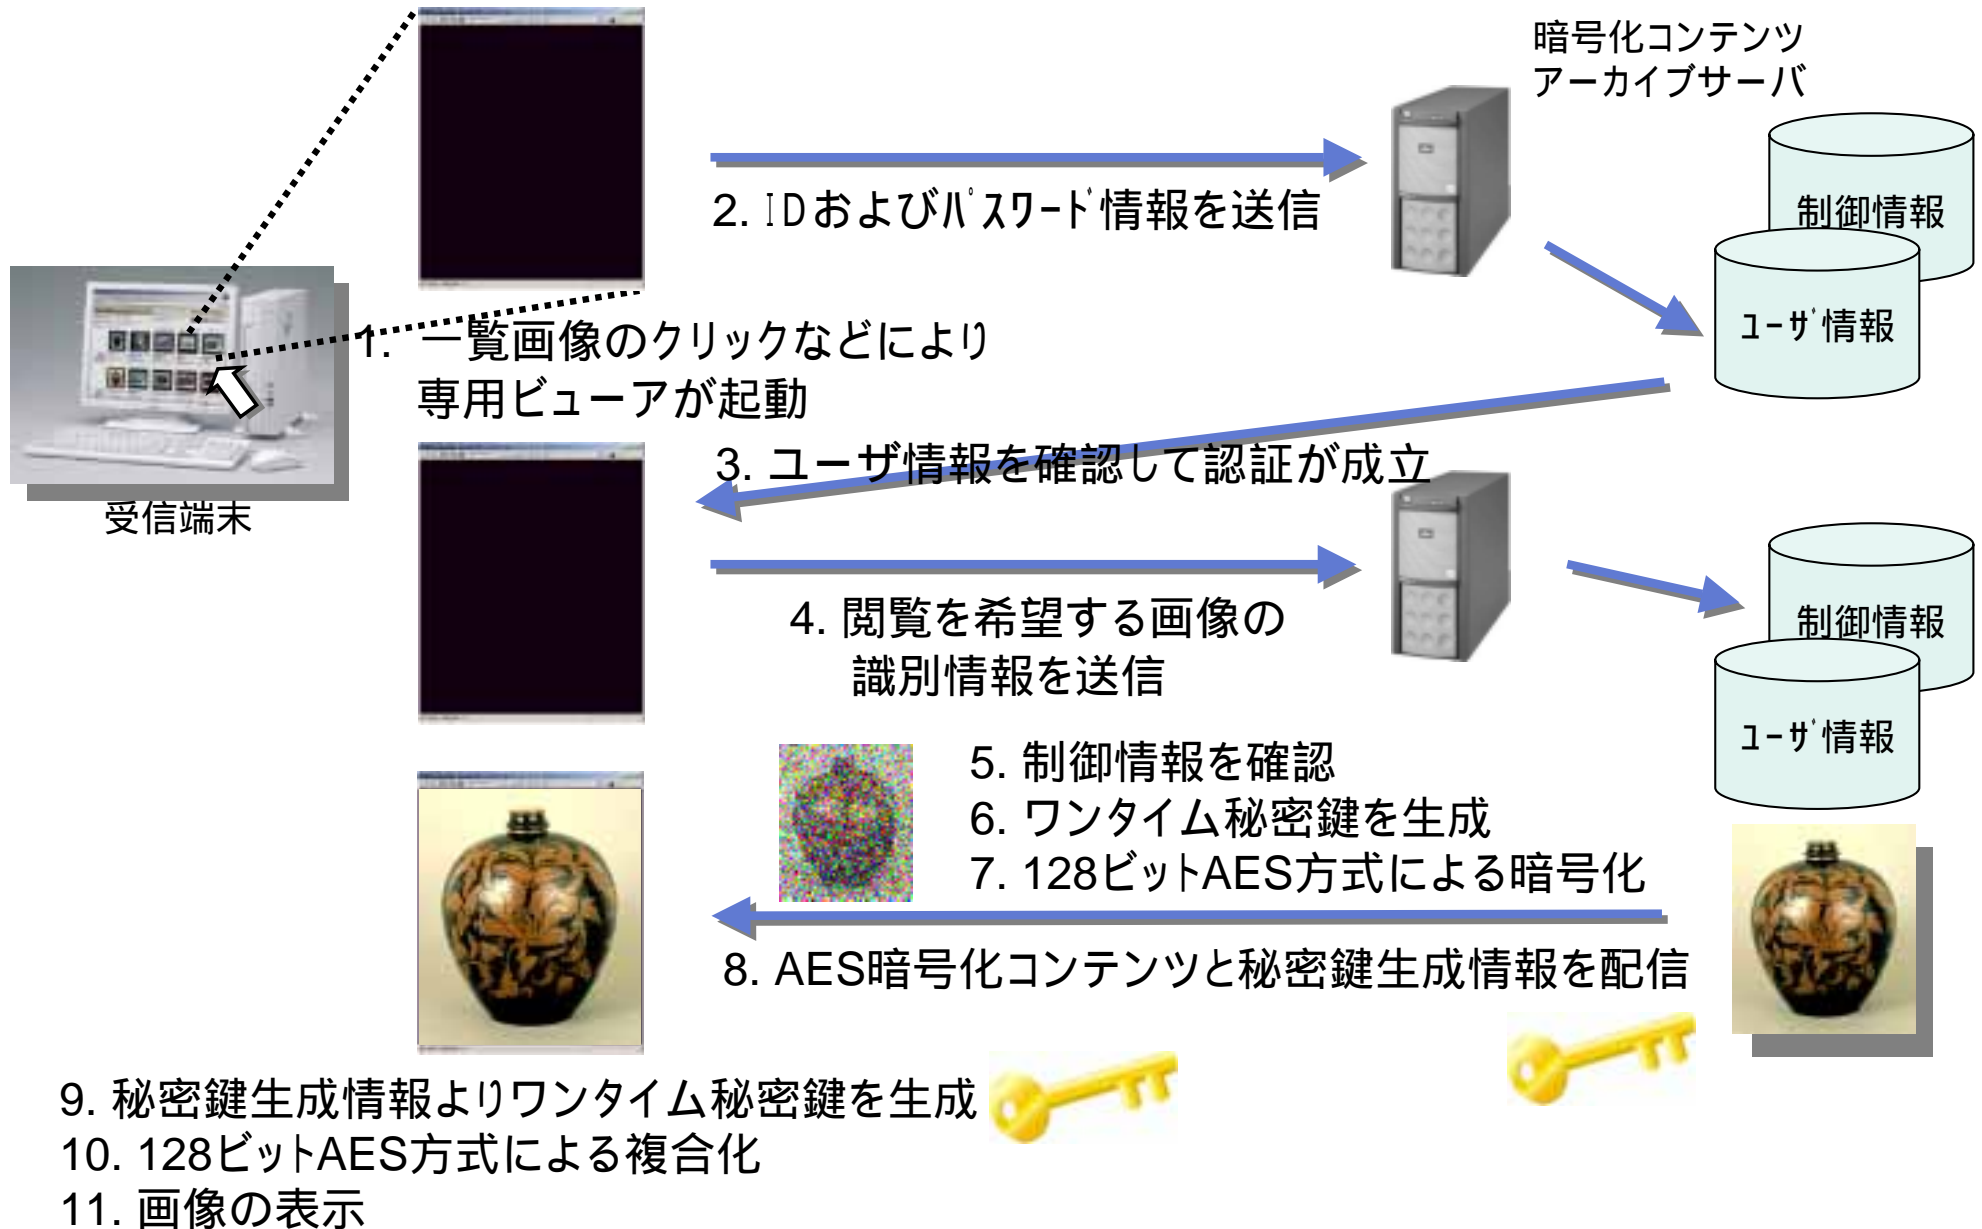 暗号化コンテンツ
アーカイブサーバ
制御情報
2. IDおよびﾊﾟｽﾜｰﾄﾞ情報を送信
ﾕｰｻﾞ情報
1. 一覧画像のクリックなどにより
専用ビューアが起動
受信端末
3. ユーザ情報を確認して認証が成立
4. 閲覧を希望する画像の
識別情報を送信
制御情報
ﾕｰｻﾞ情報
5. 制御情報を確認
6. ワンタイム秘密鍵を生成
7. 128ビットAES方式による暗号化
8. AES暗号化コンテンツと秘密鍵生成情報を配信
9. 秘密鍵生成情報よりワンタイム秘密鍵を生成
10. 128ビットAES方式による複合化
11. 画像の表示